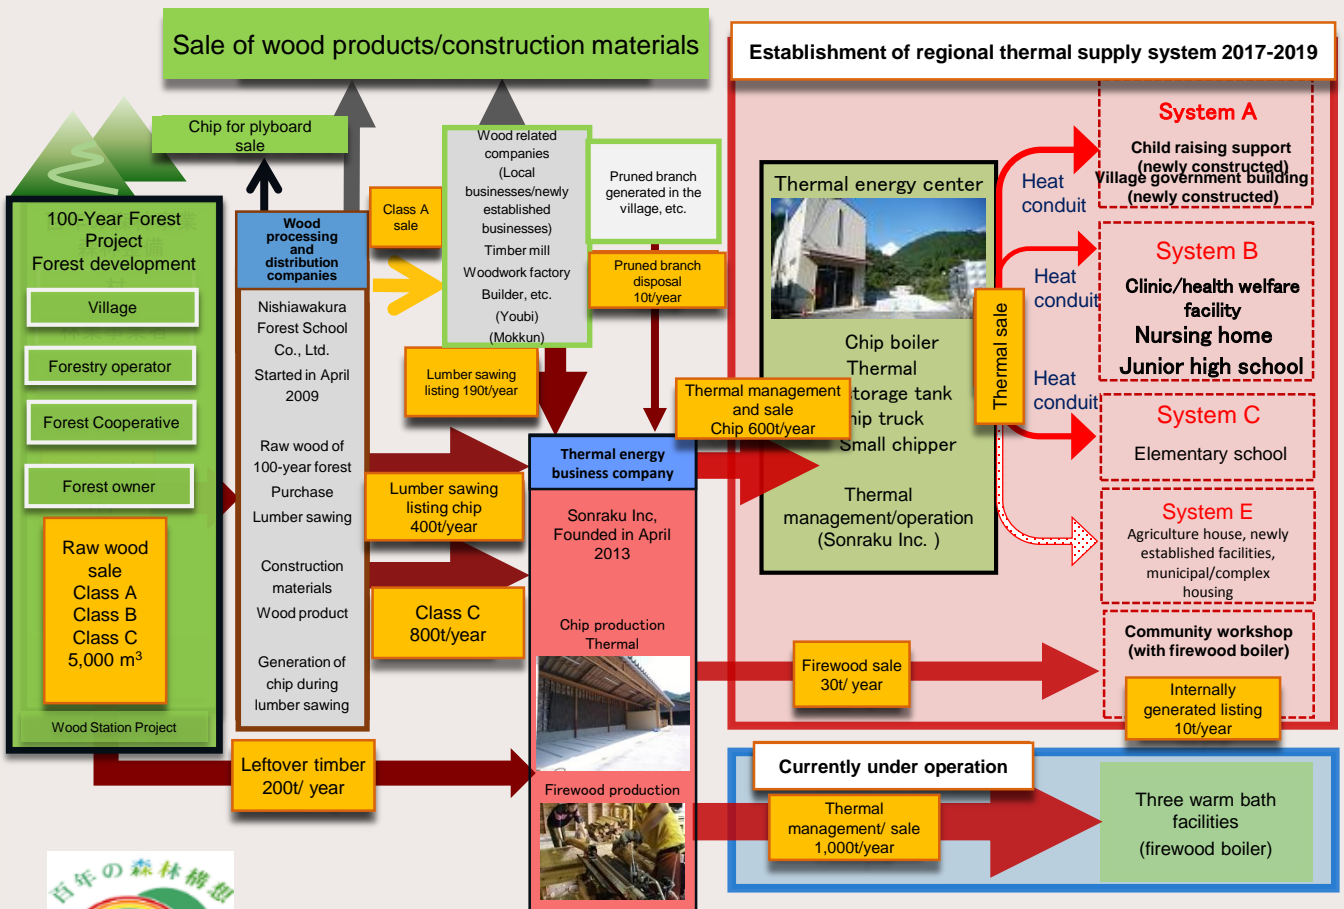 Sale of wood products/construction materials
Establishment of regional thermal supply system 2017-2019
Chip for plyboard
sale
100-Year Forest
Project
Forest development
Village
Forestry operator
Forest Cooperative
Forest owner
Raw wood
sale
Class A
Class B
Class C
5,000 m³
Wood Station Project
Wood
processing
and
distribution
companies
Nishiawakura
Forest School
Co., Ltd.
Started in April
2009
Raw wood of
100-year forest
Purchase
Lumber sawing
Construction
materials
Wood product
Generation of
chip during
lumber sawing
Class A
sale
Wood related
companies
(Local
businesses/newly
established
businesses)
Timber mill
Woodwork factory
Builder, etc.
(Youbi)
(Mokkun)
Pruned branch
generated in the
village, etc.
Pruned branch
disposal
10t/year
Lumber sawing
listing 190t/year
Lumber sawing
listing chip
400t/year
Class C
800t/year
Leftover timber
200t/ year
Thermal energy
business company
Sonraku Inc,
Founded in April
2013
Chip production
Thermal
Firewood production
Thermal management
and sale
Chip 600t/year
Thermal energy center
Chip boiler
Thermal
storage tank
hip truck
Small chipper
Thermal
management/operation
(Sonraku Inc. )
Thermal sale
Heat
conduit
Heat
conduit
Heat
conduit
System A
Child raising support
(newly constructed)
Village government building
(newly constructed)
System B
Clinic/health welfare
facility
Nursing home
Junior high school
System C
Elementary school
System E
Agriculture house, newly
established facilities,
municipal/complex
housing
Community workshop
(with firewood boiler)
Internally
generated listing
10t/year
Firewood sale
30t/ year
Currently under operation
Thermal
management/ sale
1,000t/year
Three warm bath
facilities
(firewood boiler)
百年の森林構想